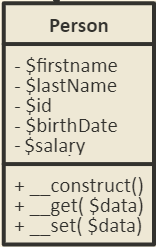 Person
- $firstname
- $lastName
- $id
- $birthDate
- $salary
+ __construct()
+ __get( $data)
+ __set( $data)